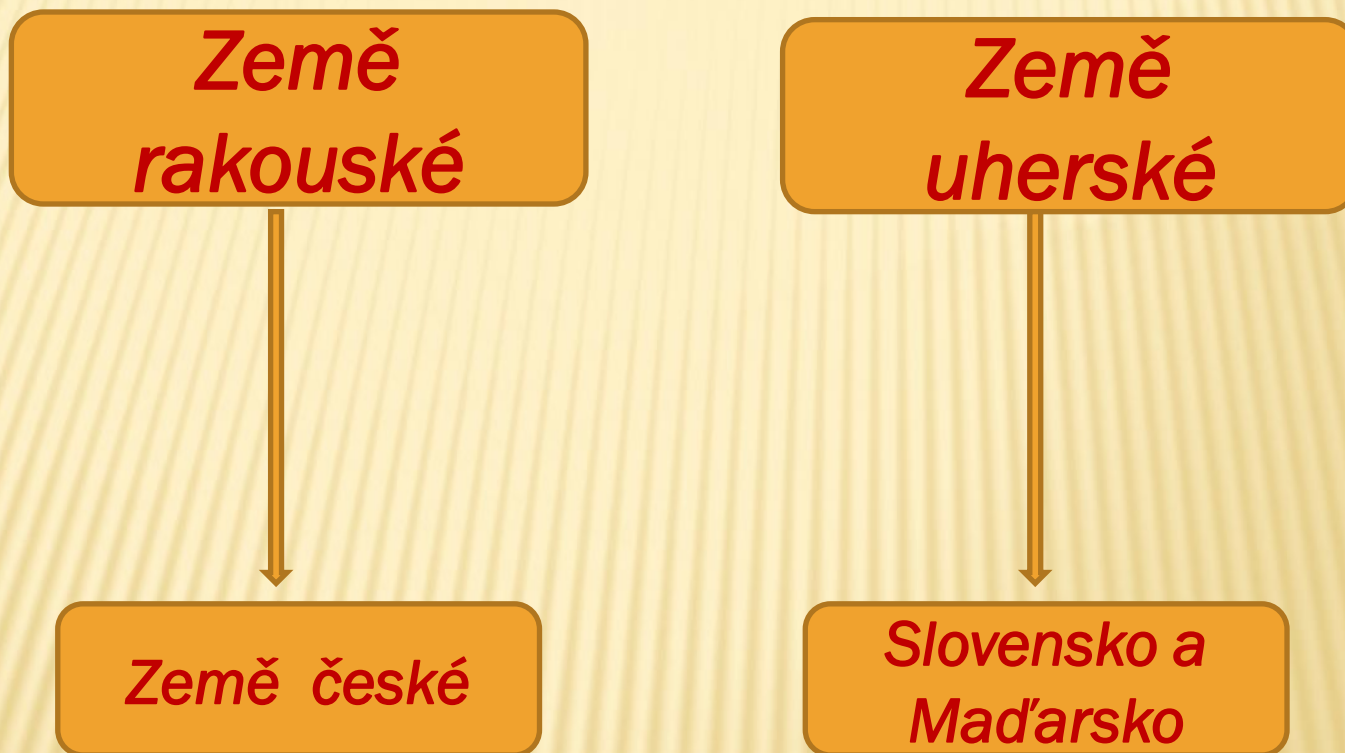 Země
rakouské
Země
uherské
Země české
Slovensko a
Maďarsko